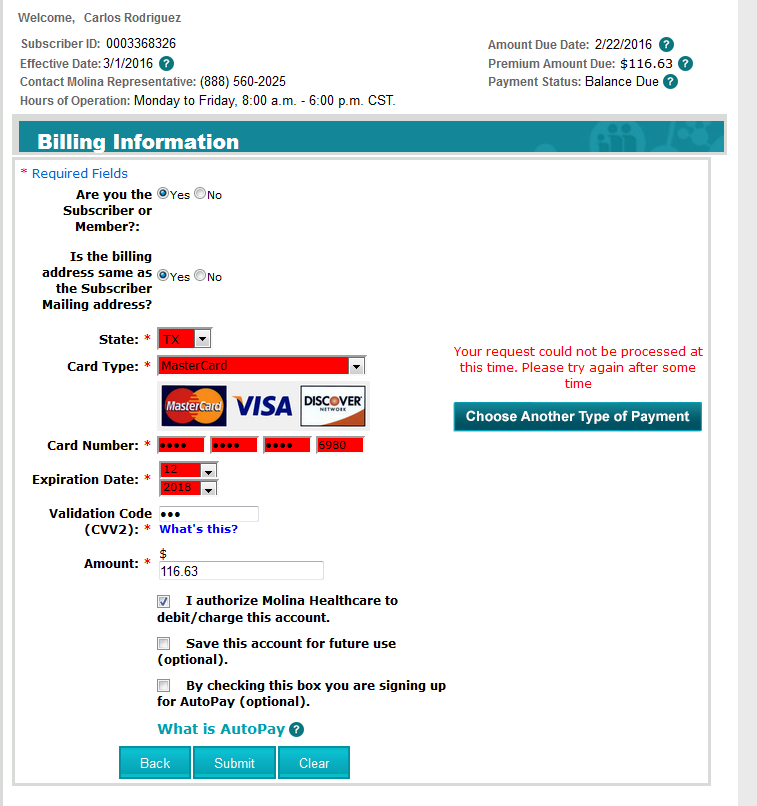 Welcome, Carlos Rodriguez
Subscriber ID: 0003368326
Effective Date: 3/1/2016 ?
Contact Molina Representative: (888) 560-2025
Hours of Operation: Monday to Friday, 8:00 a.m. - 6:00 p.m. CST.
Amount Due Date: 2/22/2016 ?
Premium Amount Due: $116.63 ?
Payment Status: Balance Due ?
Billing Information
* Required Fields
Are you the
Subscriber or
Member?:
Yes No
Is the billing
address same as
the Subscriber
Mailing address?
Yes No
State: * TX
Card Type: * MasterCard
MasterCard VISA DISCOVER
NETWORK
Card Number: * •••• •••• •••• 6980
Expiration Date: * 12
2018
Validation Code
(CVV2): *
•••
What's this?
Amount: * $
116.63
I authorize Molina Healthcare to
debit/charge this account.
Save this account for future use
(optional).
By checking this box you are signing up
for AutoPay (optional).
What is AutoPay ?
Back Submit Clear
Your request could not be processed at
this time. Please try again after some
time
Choose Another Type of Payment